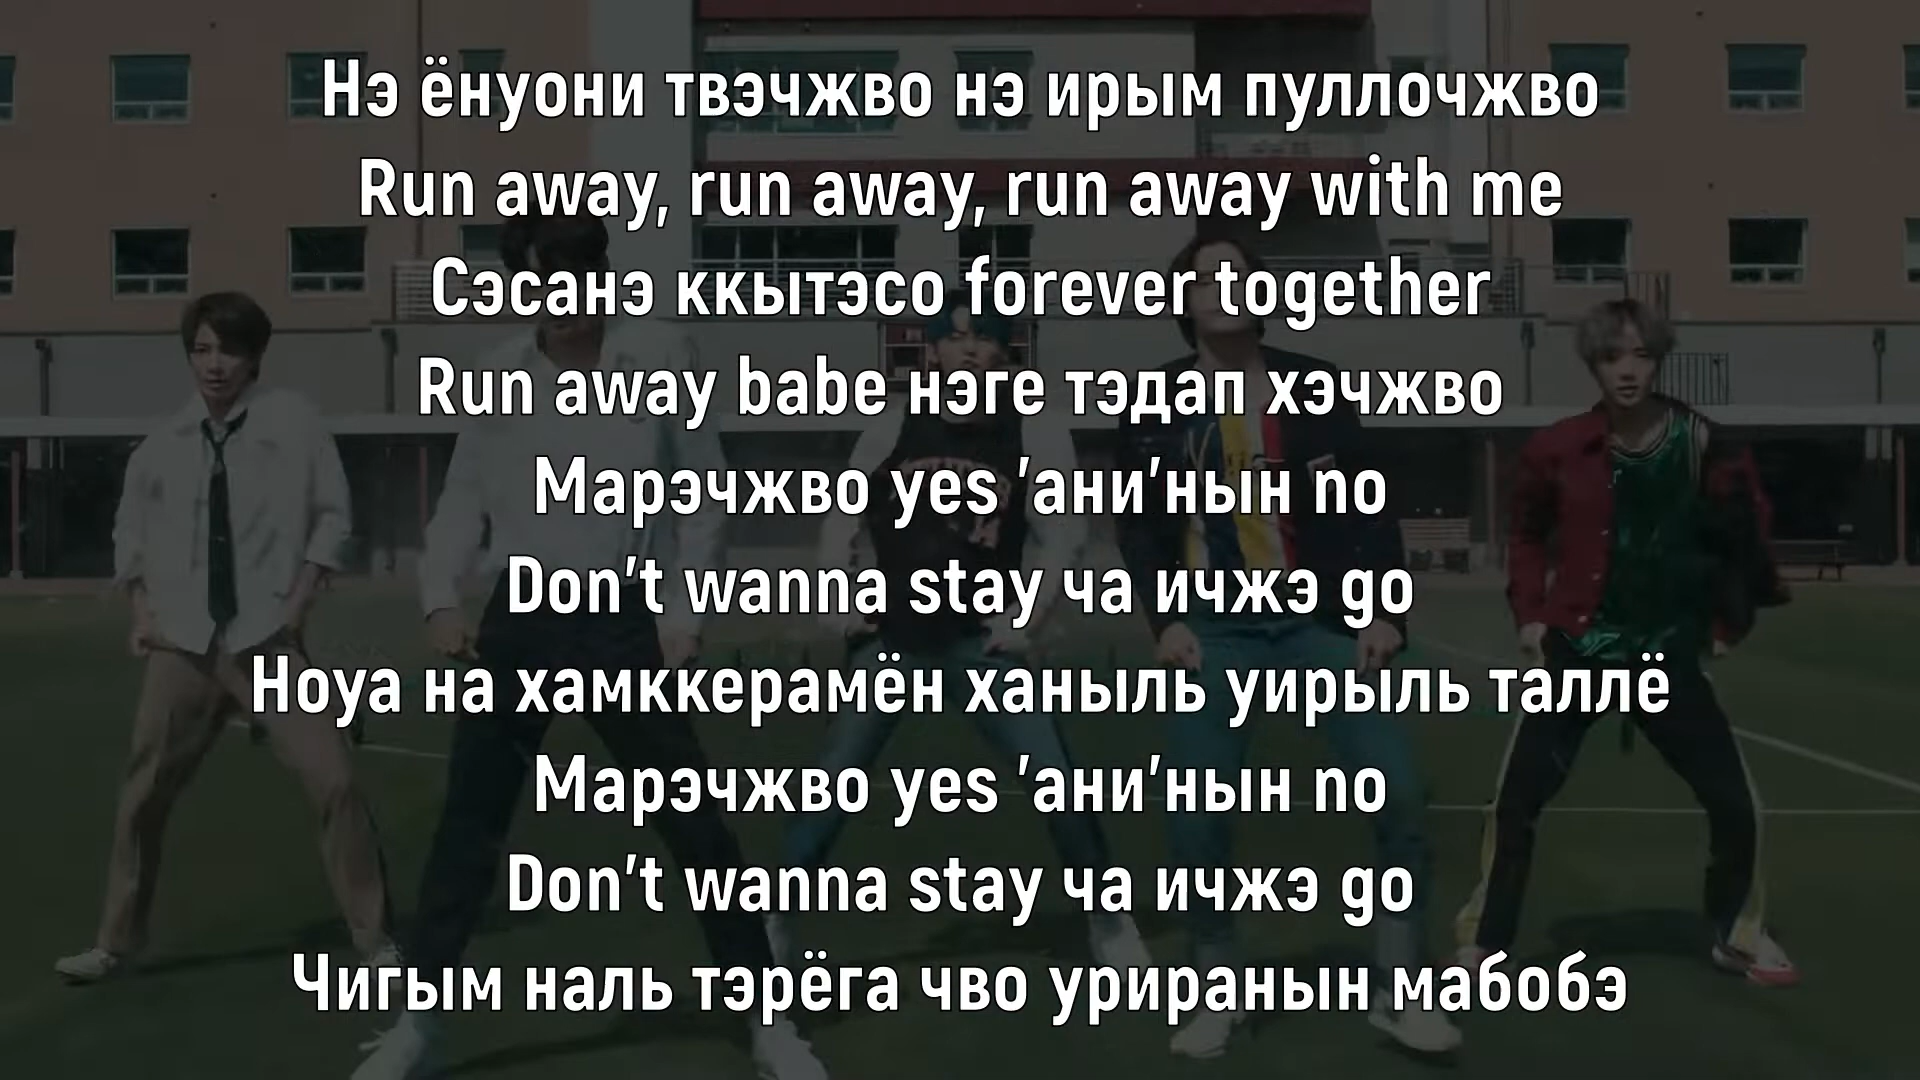 Нэ ёнуони твэчжво нэ ирым пуллочжво
Run away, run away, run away with me
Сэсанэ ккытэсо forever together
Run away babe нэге тэдап хэчжво
Марэчжво yes ’ани’нын no
Don’t wanna stay ча ичжэ go
Ноуа на хамккерамён ханыль уирыль таллё
Марэчжво yes ’ани’нын no
Don’t wanna stay ча ичжэ go
Чигым наль тэрёга чво уриранын мабобэ